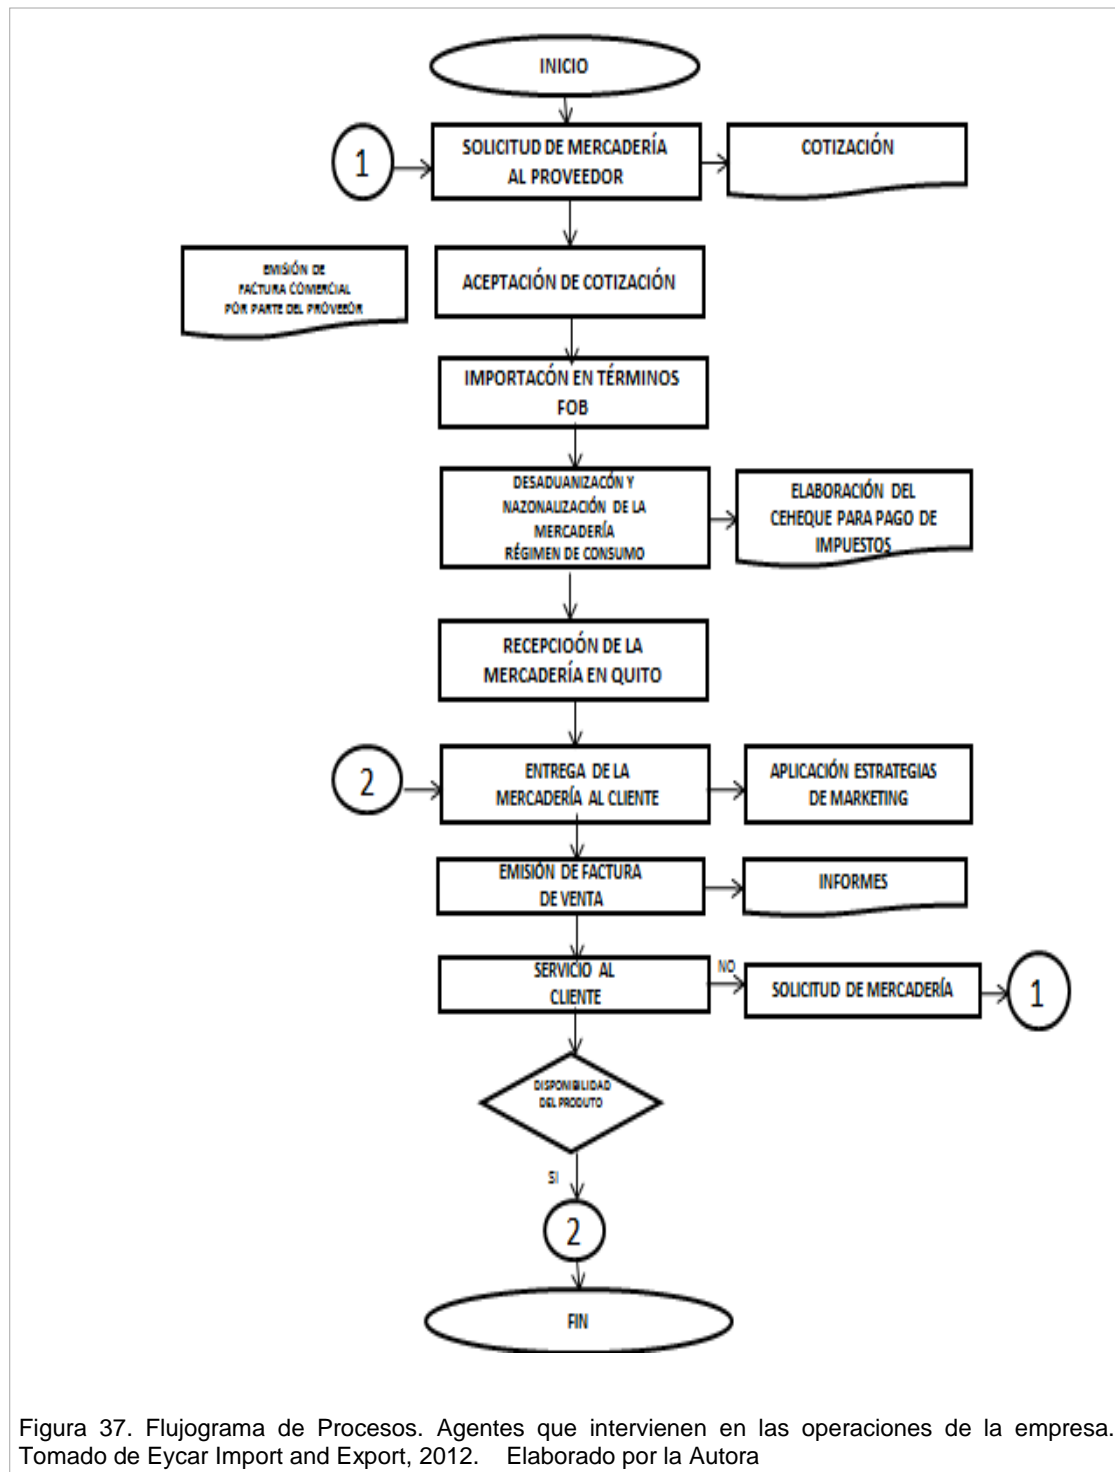 INICIO
1
SOLICITUD DE MERCADERÍA
AL PROVEEDOR
COTIZACIÓN
EMISIÓN DE
FACTURA COMERCIAL
POR PARTE DEL PROVEEOR
ACEPTACIÓN DE COTIZACIÓN
IMPORTACÓN EN TÉRMINOS
FOB
DESADUANIZACÓN Y
NAZONALIZACIÓN DE LA
MERCADERÍA
RÉGIMEN DE CONSUMO
ELABORACIÓN DEL
CEHEQUE PARA PAGO DE
IMPUESTOS
RECEPCIOÓN DE LA
MERCADERÍA EN QUITO
2
ENTREGA DE LA
MERCADERÍA AL CLIENTE
APLICACIÓN ESTRATEGIAS
DE MARKETING
EMISIÓN DE FACTURA
DE VENTA
INFORMES
SERVICIO AL
CLIENTE
NO
SOLICITUD DE MERCADERÍA
1
DISPONIBILIDAD
DEL PRODUTO
SI
2
FIN
Figura 37. Flujograma de Procesos. Agentes que intervienen en las operaciones de la empresa.
Tomado de Eycar Import and Export, 2012. Elaborado por la Autora